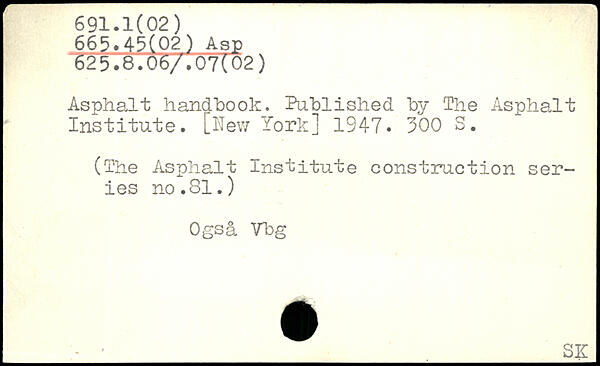 691.1(02)
665.45(02) Asp
625.8.06/.07(02)
Asphalt handbook. Published by The Asphalt
Institute. [New York] 1947. 300 S.
(The Asphalt Institute construction ser-
ies no.81.)
Også Vbg
SK